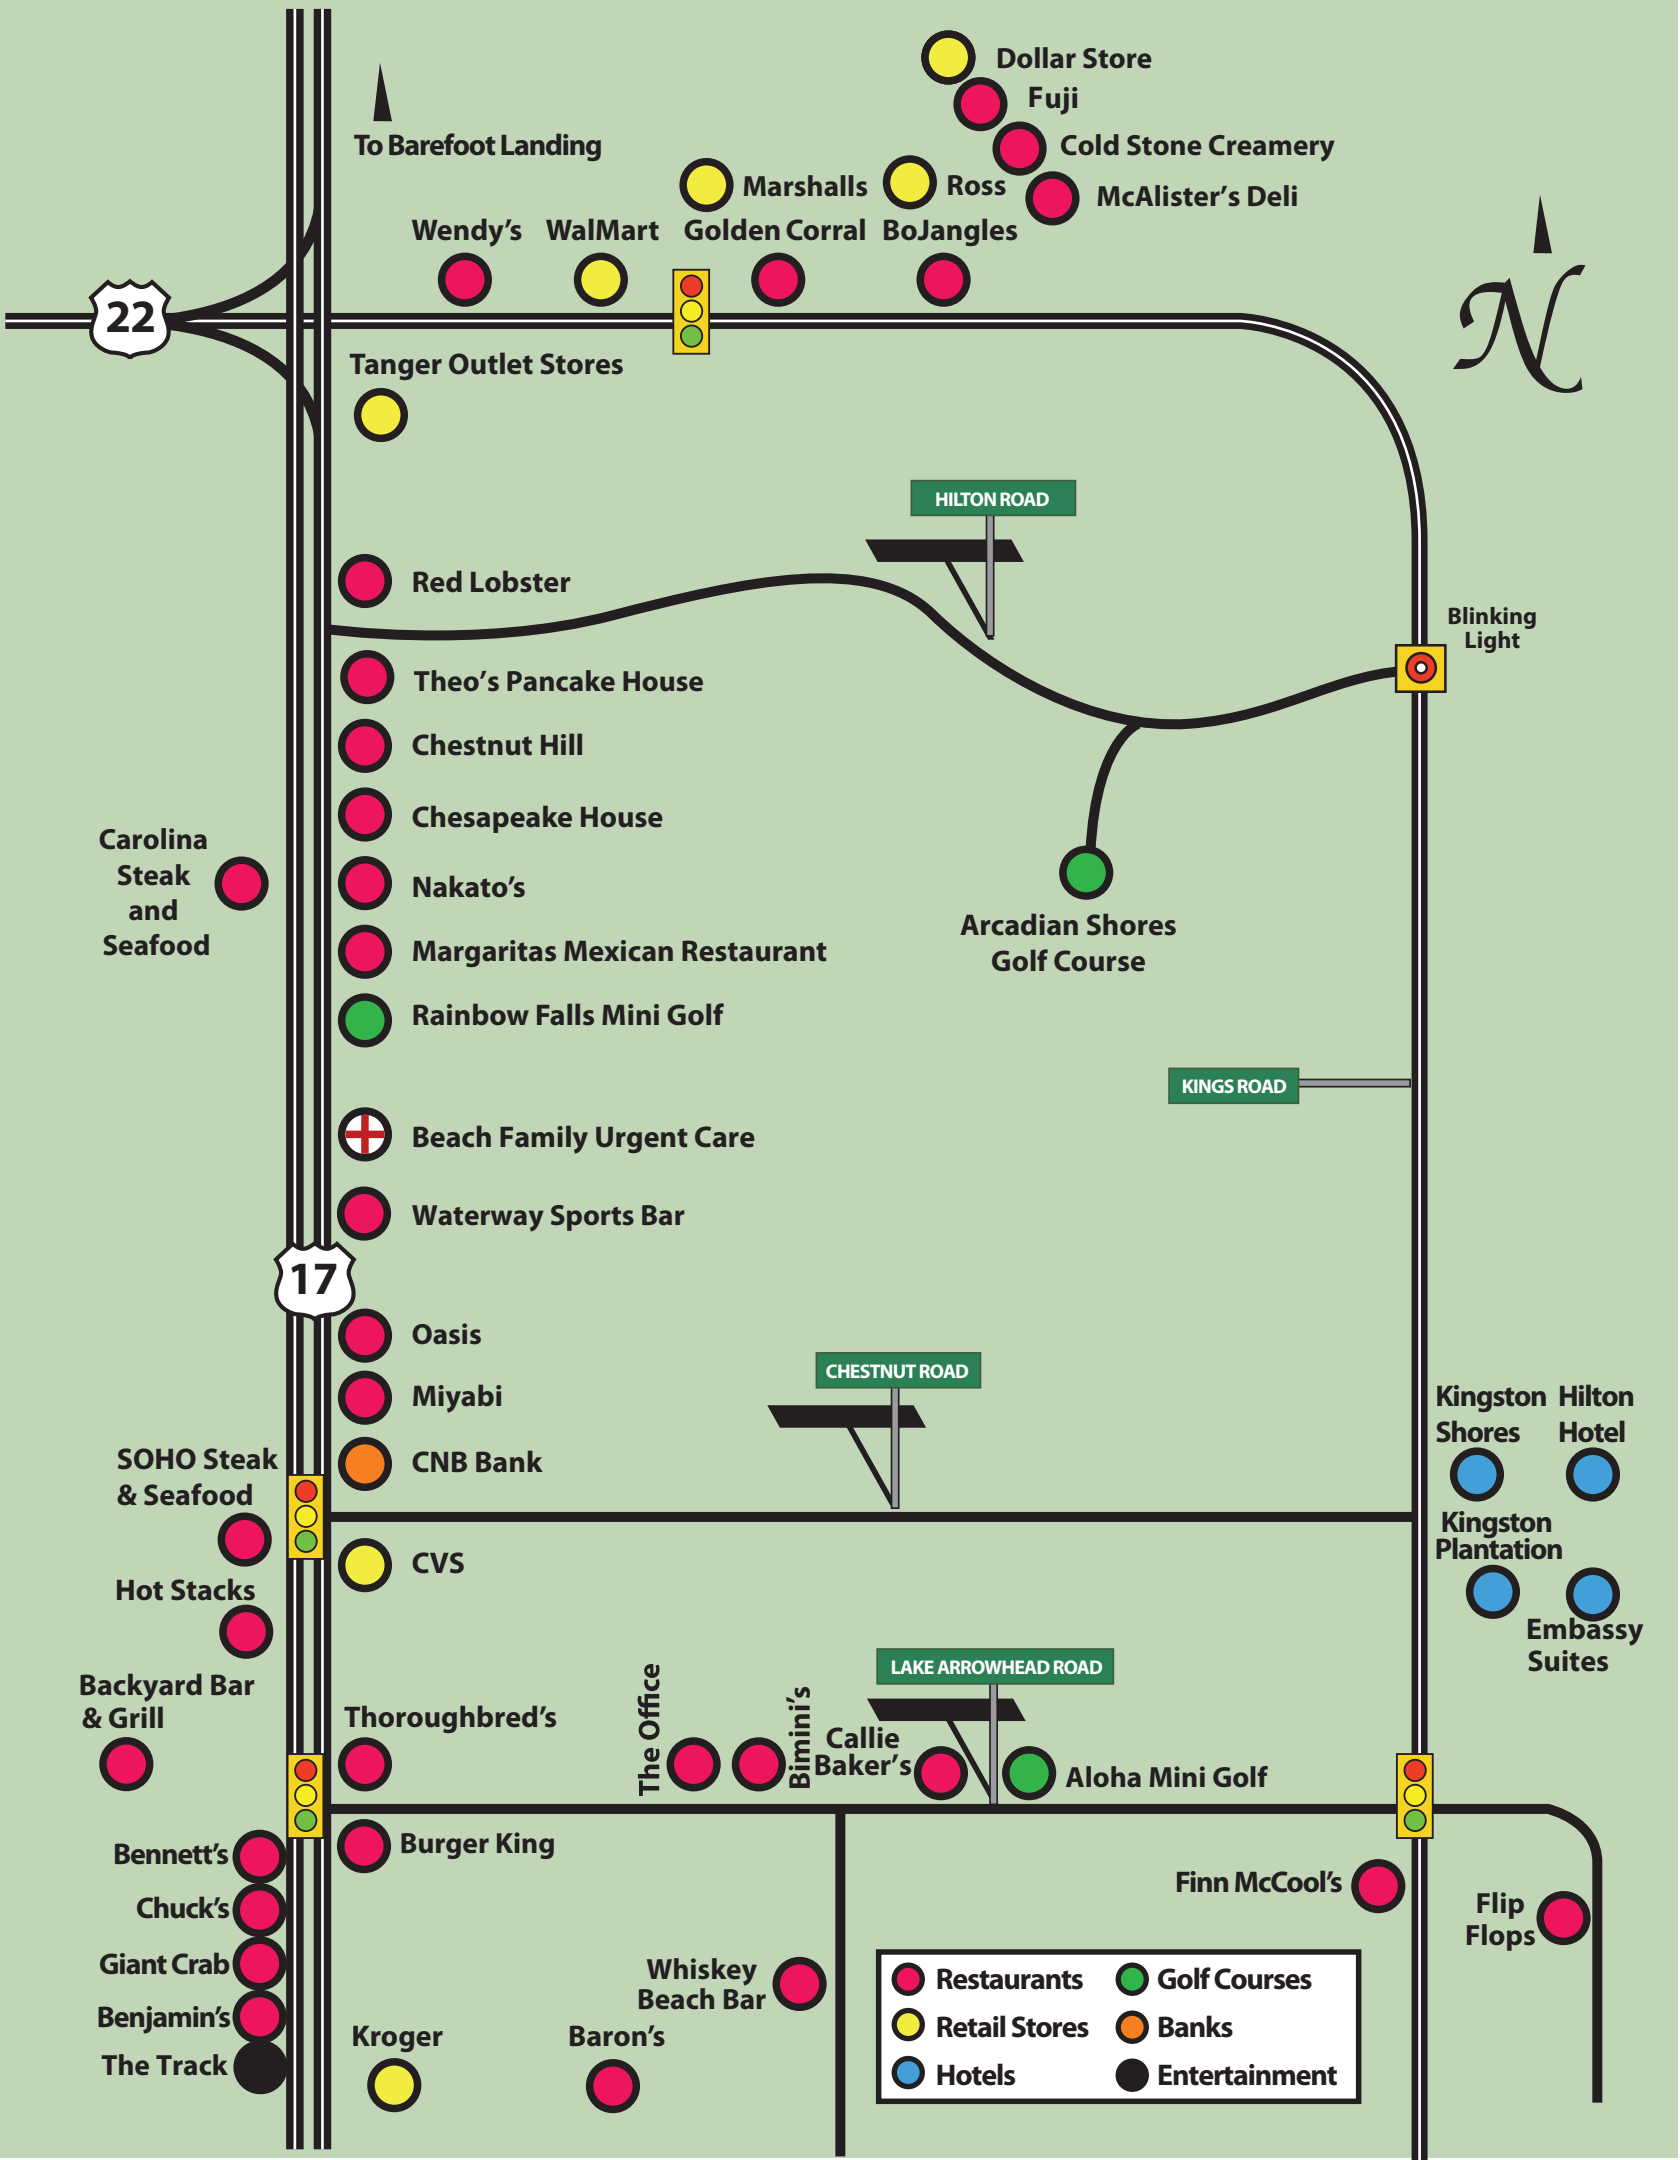 Dollar Store
Fuji
To Barefoot Landing
Cold Stone Creamery
Marshalls
Ross
McAlister's Deli
Wendy's
WalMart
Golden Corral
BoJangles
22
Tanger Outlet Stores
N
HILTON ROAD
Red Lobster
Blinking
Light
Theo's Pancake House
Chestnut Hill
Chesapeake House
Carolina
Steak
and
Seafood
Nakato's
Margaritas Mexican Restaurant
Arcadian Shores
Golf Course
Rainbow Falls Mini Golf
KINGS ROAD
Beach Family Urgent Care
Waterway Sports Bar
17
Oasis
CHESTNUT ROAD
Miyabi
Kingston
Shores
Hilton
Hotel
SOHO Steak
& Seafood
CNB Bank
Kingston
Plantation
CVS
Hot Stacks
Embassy
Suites
LAKE ARROWHEAD ROAD
Backyard Bar
& Grill
Thoroughbred's
The Office
Bimini's
Callie
Baker's
Aloha Mini Golf
Burger King
Bennett's
Chuck's
Giant Crab
Benjamin's
The Track
Finn McCool's
Flip
Flops
Whiskey
Beach Bar
Kroger
Baron's
Restaurants
Golf Courses
Retail Stores
Banks
Hotels
Entertainment